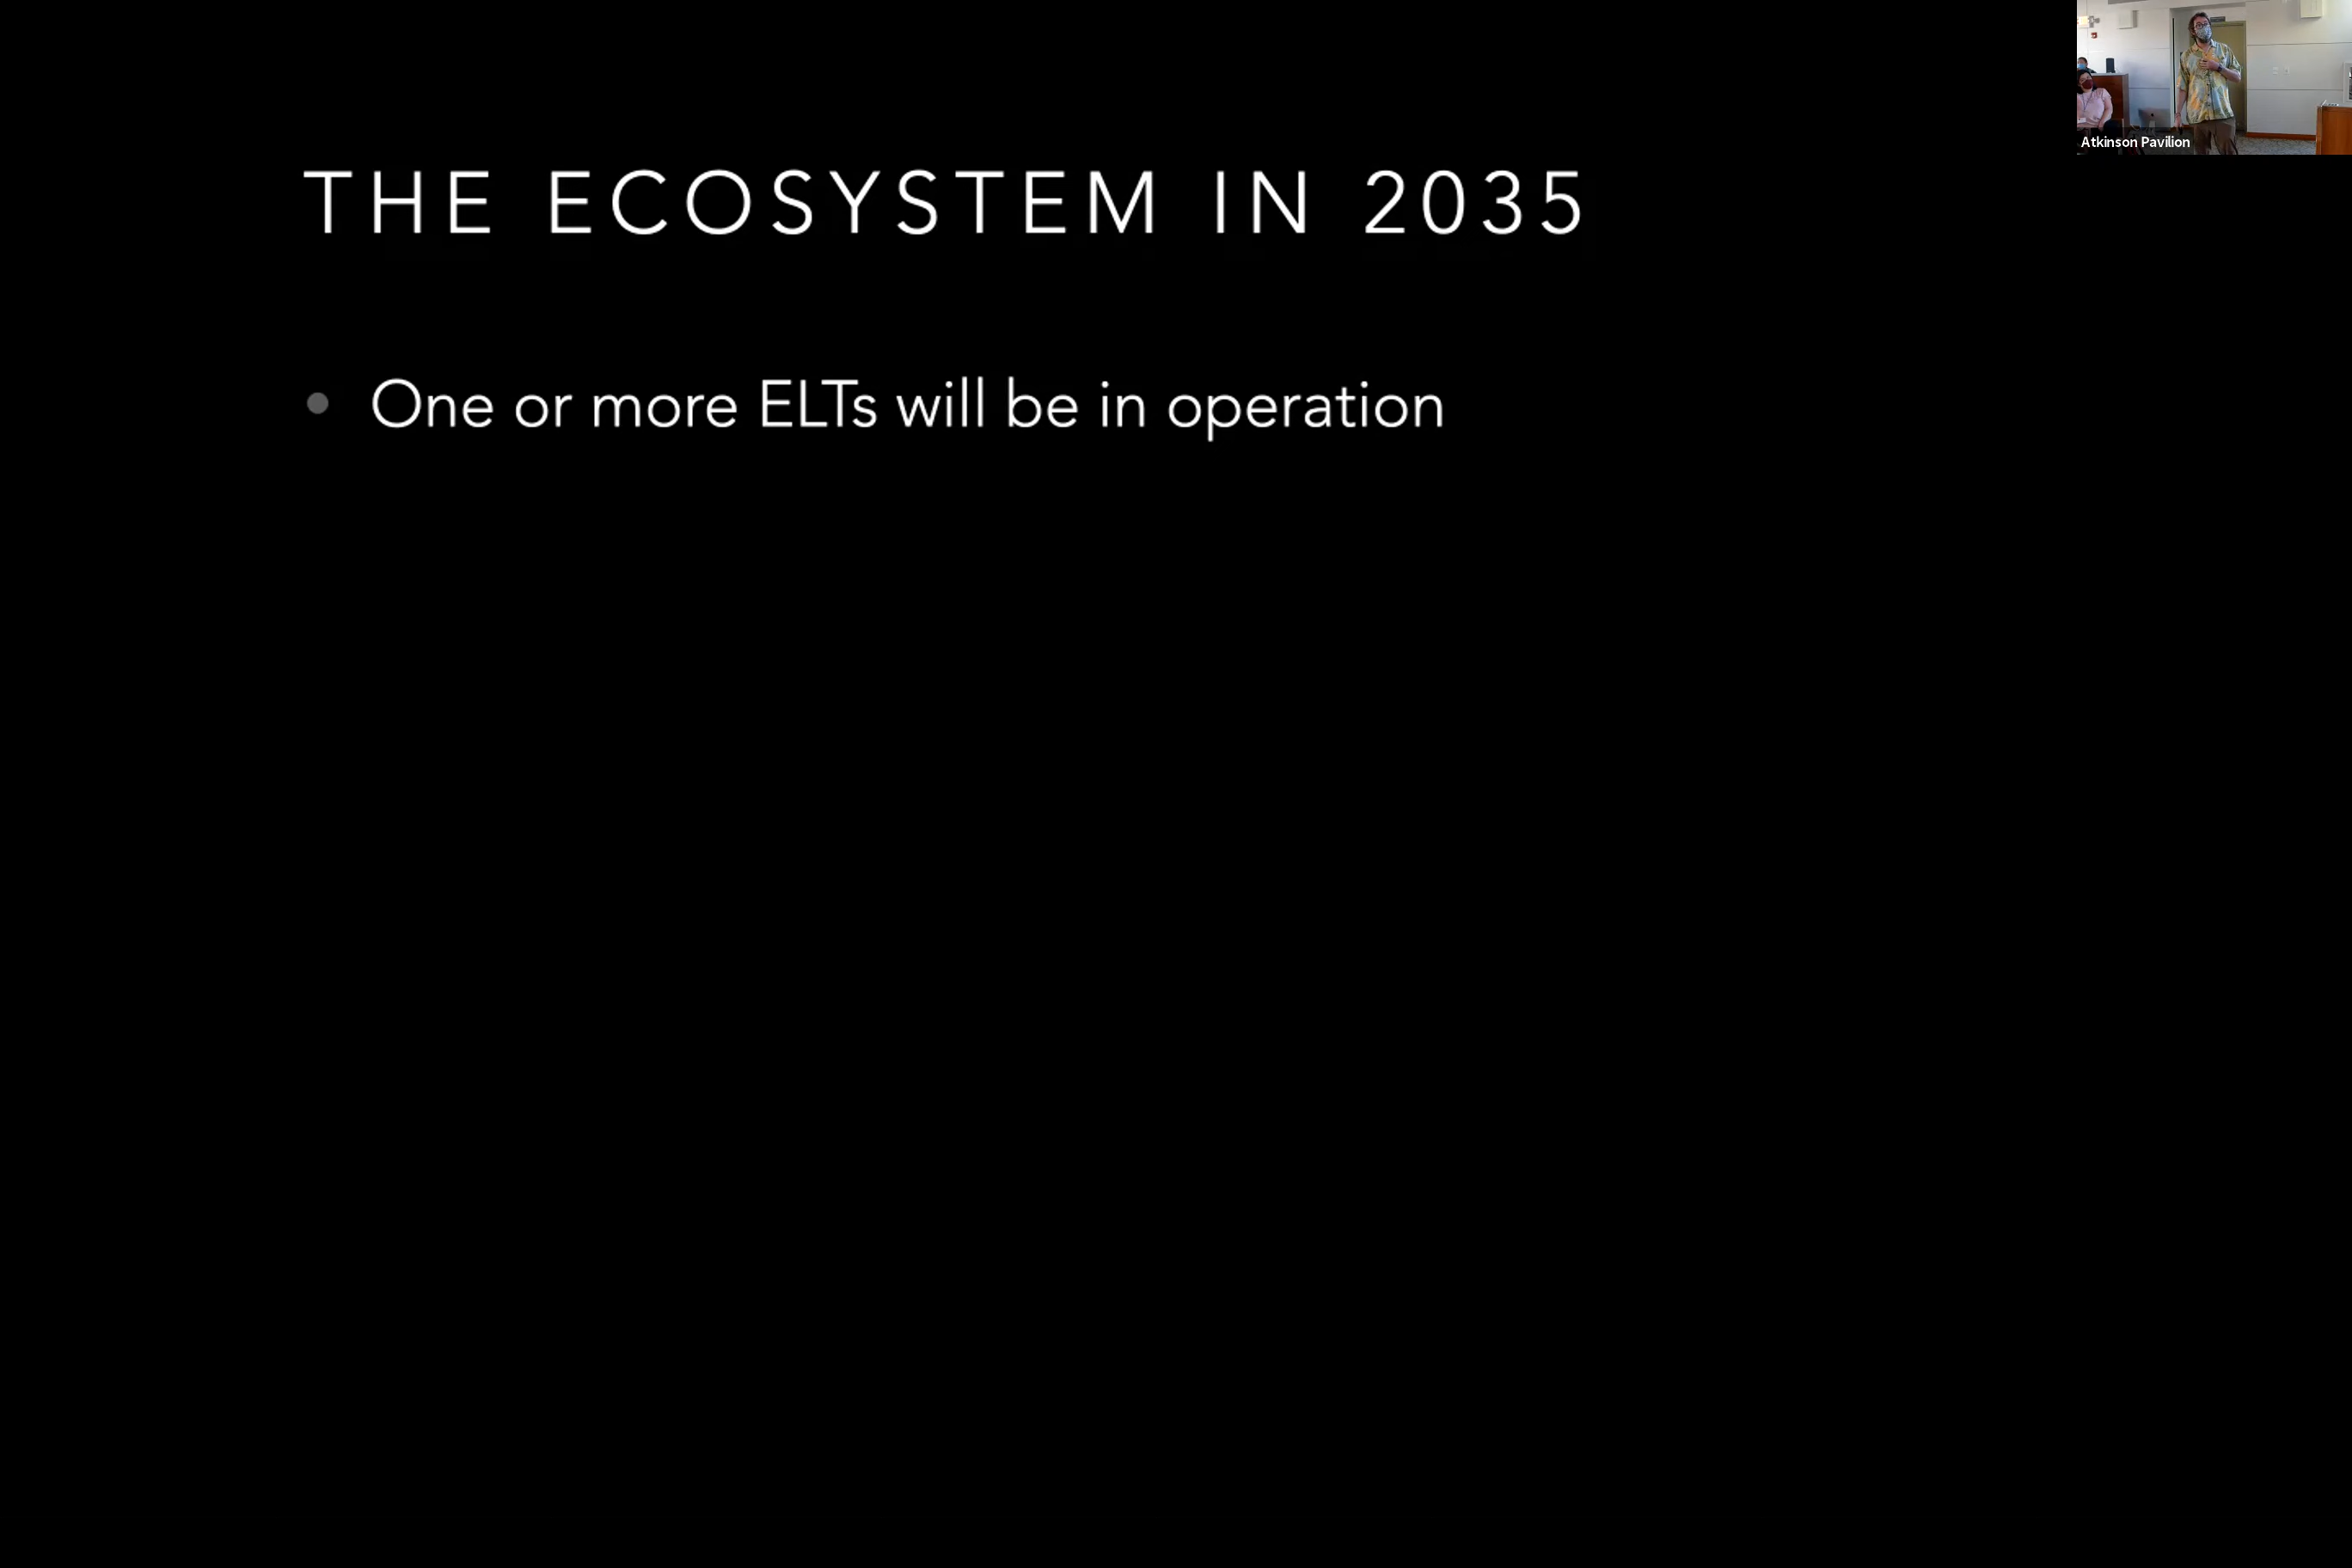 THE ECOSYSTEM IN 2035
• One or more ELTs will be in operation
Atkinson Pavilion